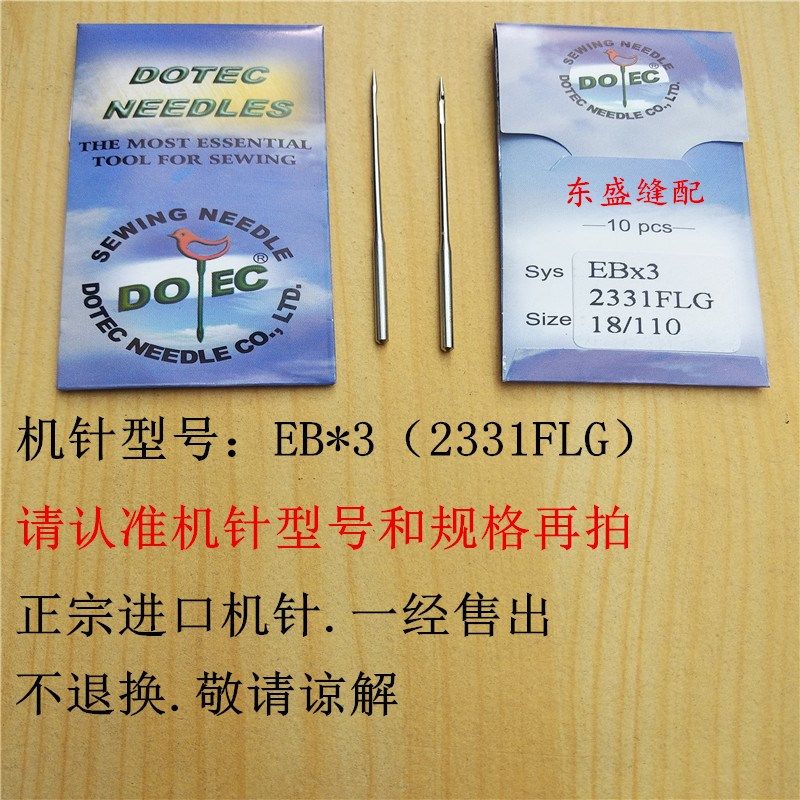 DOTEC
NEEDLES
THE MOST ESSENTIAL
TOOL FOR SEWING
SEWING NEEDLE
DOTEC ®
DOTEC NEEDLE CO., LTD.
SEWING NEEDLE
DOTEC ®
DOTEC NEEDLE CO., LTD.
东盛缝配
—10 pcs—
Sys EBx3
2331FLG
Size 18/110
机针型号：EB*3（2331FLG）
请认准机针型号和规格再拍
正宗进口机针.一经售出
不退换.敬请谅解